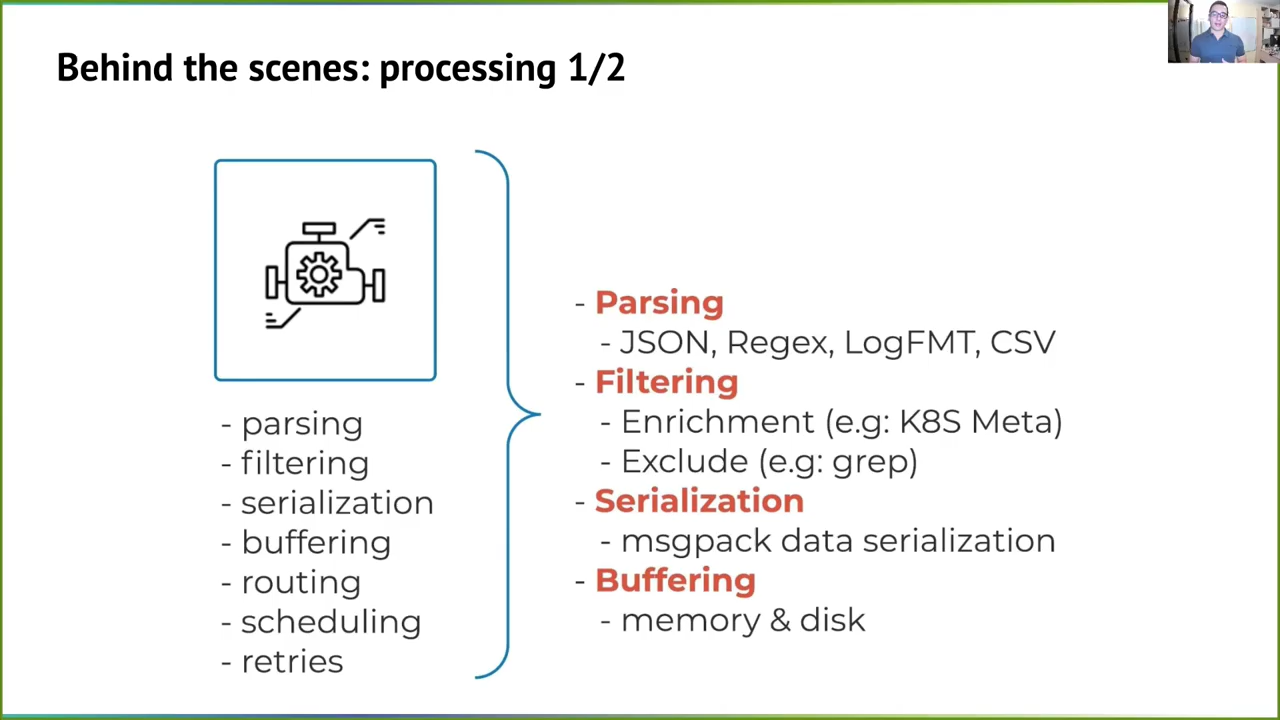 Behind the scenes: processing 1/2
- parsing
- filtering
- serialization
- buffering
- routing
- scheduling
- retries
- Parsing
- JSON, Regex, LogFMT, CSV
- Filtering
- Enrichment (e.g: K8S Meta)
- Exclude (e.g: grep)
- Serialization
- msgpack data serialization
- Buffering
- memory & disk